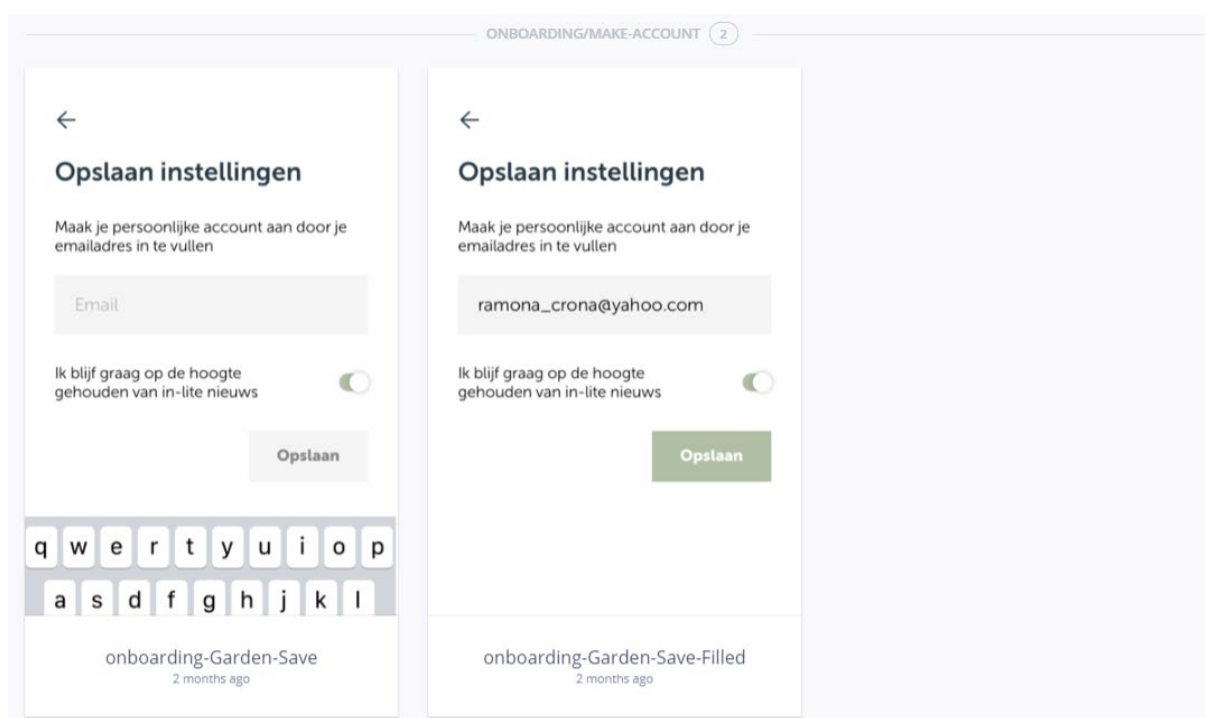 ONBOARDING/MAKE-ACCOUNT 2
Opslaan instellingen
Maak je persoonlijke account aan door je
emailadres in te vullen
Email
Ik blijf graag op de hoogte
gehouden van in-lite nieuws
Opslaan
q w e r t y u i o p
a s d f g h j k l
onboarding-Garden-Save
2 months ago
Opslaan instellingen
Maak je persoonlijke account aan door je
emailadres in te vullen
ramona_crona@yahoo.com
Ik blijf graag op de hoogte
gehouden van in-lite nieuws
Opslaan
onboarding-Garden-Save-Filled
2 months ago